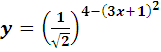 y = (1/√2)^(4−(3x+1)²)